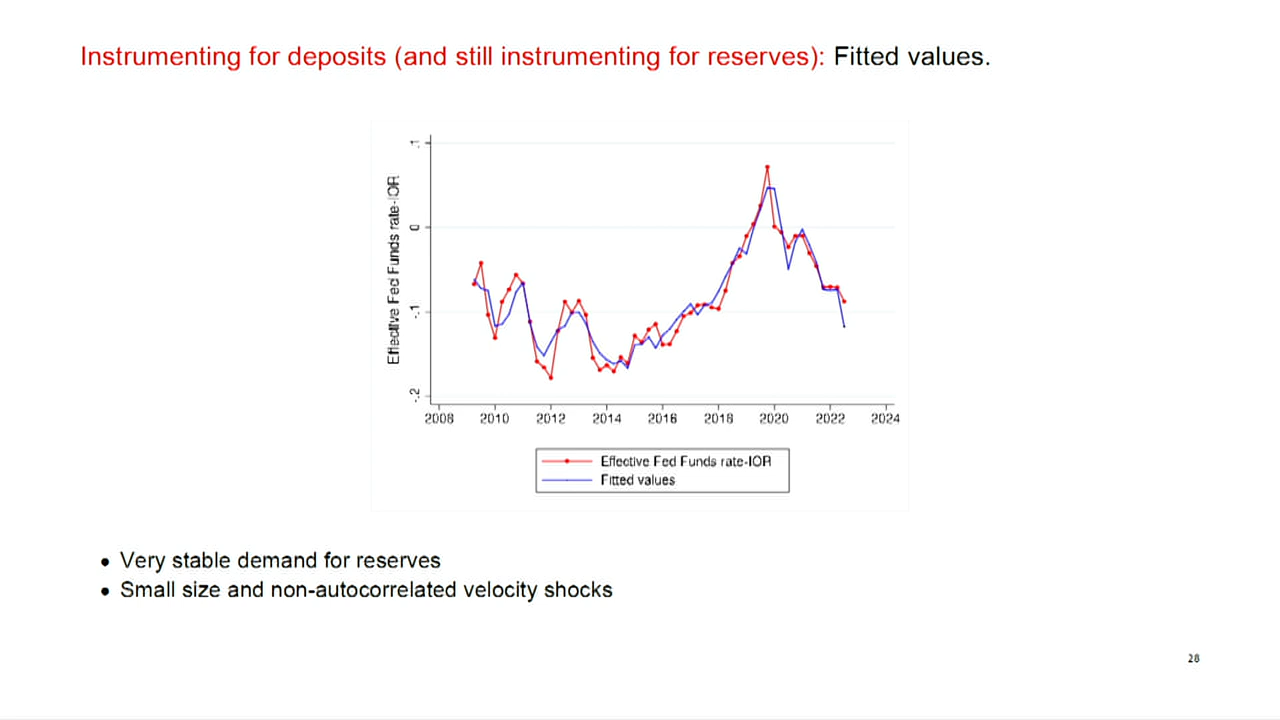 Instrumenting for deposits (and still instrumenting for reserves): Fitted values.
Effective Fed Funds rate-IOR
.1
0
-.1
-.2
2008 2010 2012 2014 2016 2018 2020 2022 2024
Effective Fed Funds rate-IOR
Fitted values
• Very stable demand for reserves
• Small size and non-autocorrelated velocity shocks
28